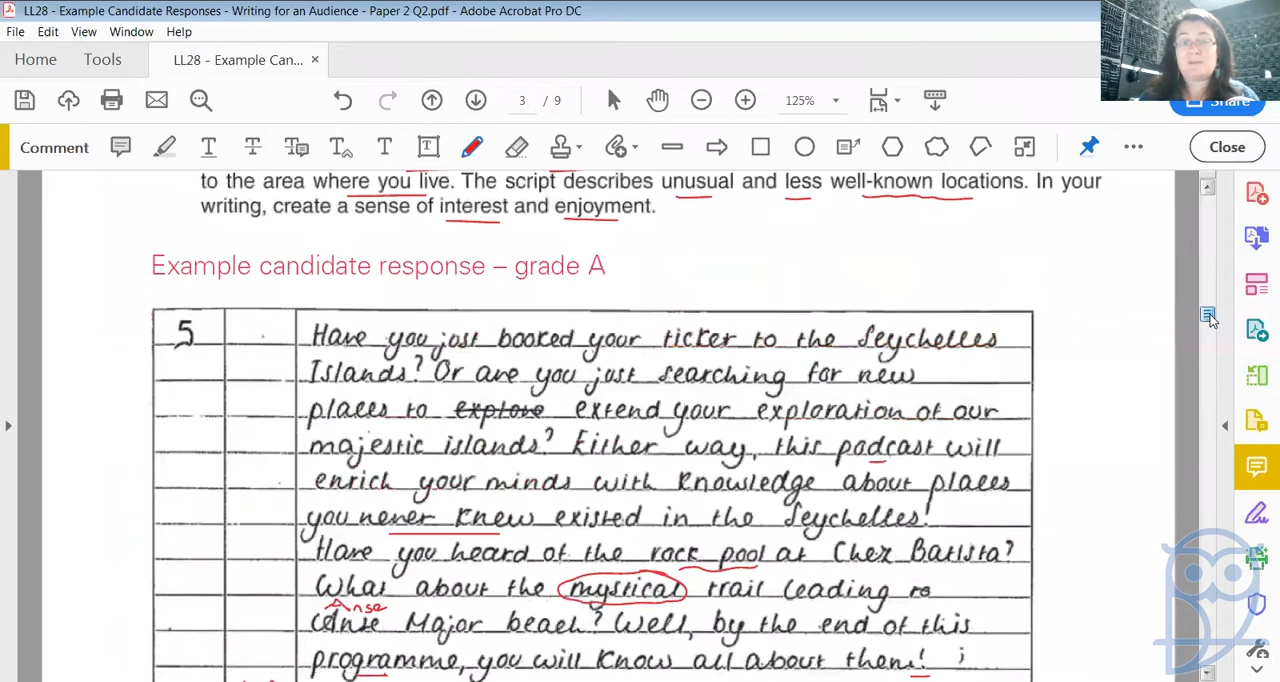 LL28 - Example Candidate Responses - Writing for an Audience - Paper 2 Q2.pdf - Adobe Acrobat Pro DC
File Edit View Window Help
Home Tools LL28 - Example Can... ×
3 / 9 125%
Share
Comment Close
to the area where you live. The script describes unusual and less well-known locations. In your
writing, create a sense of interest and enjoyment.
Example candidate response – grade A
5 Have you just booked your ticket to the Seychelles
Islands? Or are you just searching for new
places to explore extend your exploration of our
majestic islands? Either way, this podcast will
enrich your minds with knowledge about places
you never knew existed in the Seychelles!
Have you heard of the rock pool at Chez Batista?
What about the mystical trail leading to
Anse
Anse Major beach? Well, by the end of this
programme, you will know all about them!